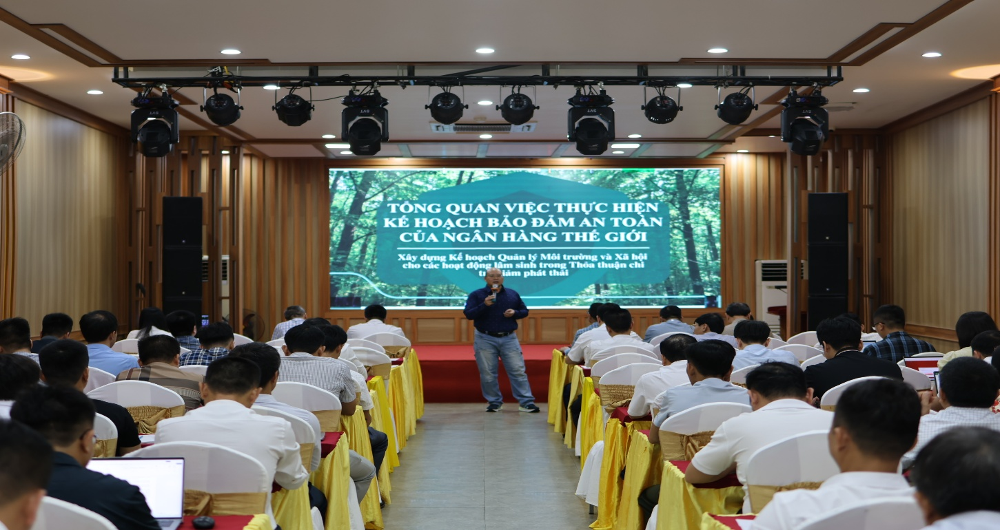 TỔNG QUAN VIỆC THỰC HIỆN
KẾ HOẠCH BẢO ĐẢM AN TOÀN
CỦA NGÂN HÀNG THẾ GIỚI
Xây dựng Kế hoạch Quản lý Môi trường và Xã hội
cho các hoạt động lâm sinh trong Thỏa thuận chi
giảm phát thải